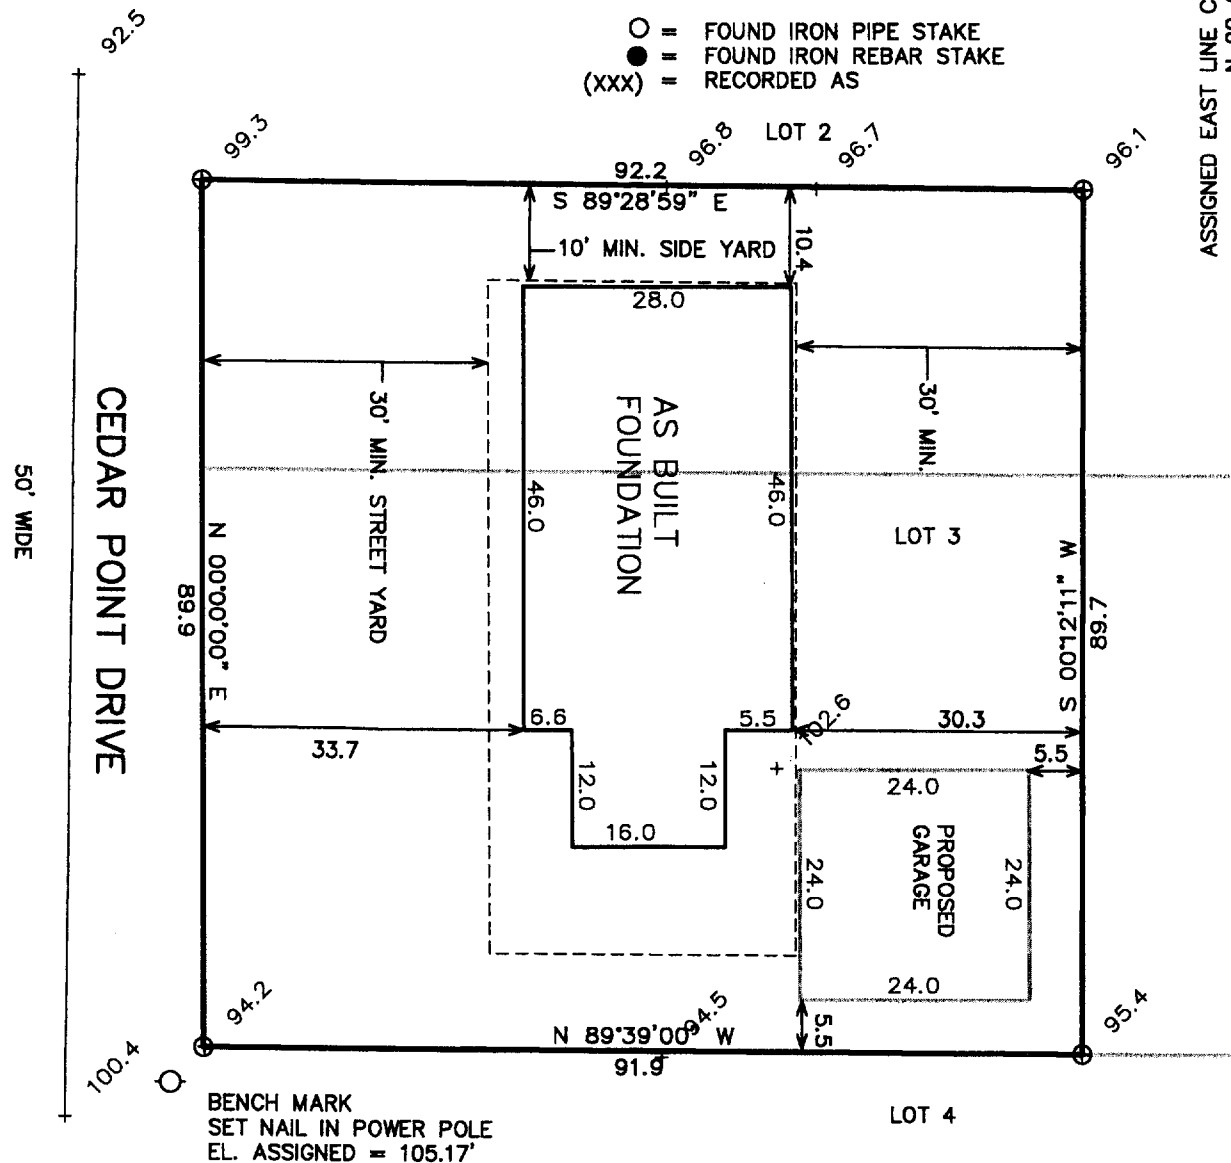 ○ = FOUND IRON PIPE STAKE
● = FOUND IRON REBAR STAKE
(XXX) = RECORDED AS
ASSIGNED EAST LINE
92.5
99.3
96.8
LOT 2
96.7
96.1
92.2
S 89°28'59" E
10' MIN. SIDE YARD
10.4
28.0
30' MIN. STREET YARD
AS BUILT
FOUNDATION
30' MIN.
46.0
46.0
LOT 3
CEDAR POINT DRIVE
50' WIDE
N 00°00'00" E
89.9
S 00°12'11" W
89.7
6.6
5.5
102.6
30.3
33.7
5.5
12.0
12.0
16.0
24.0
PROPOSED
GARAGE
24.0
24.0
24.0
5.5
94.2
94.5
95.4
N 89°39'00" W
91.9
100.4
BENCH MARK
SET NAIL IN POWER POLE
EL. ASSIGNED = 105.17'
LOT 4